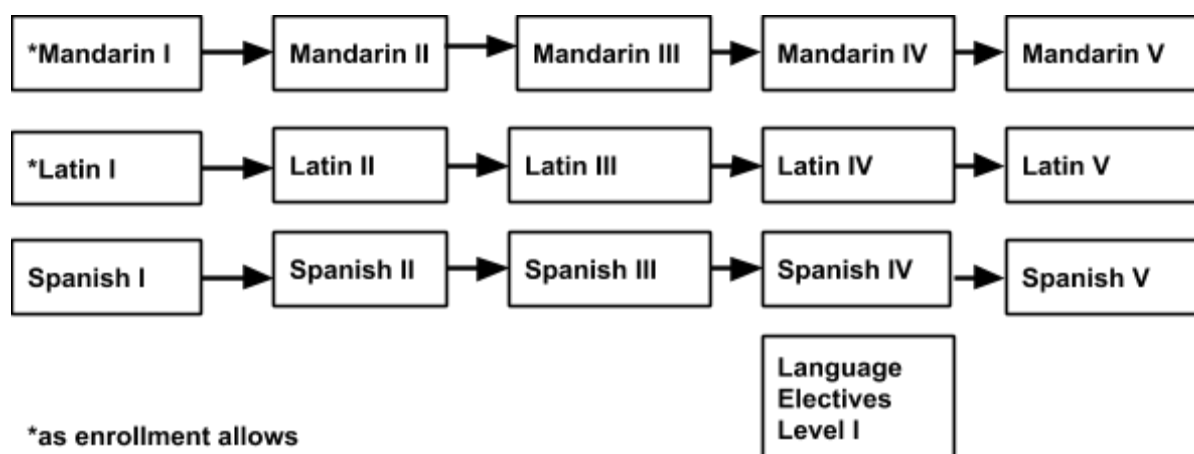 *Mandarin I
Mandarin II
Mandarin III
Mandarin IV
Mandarin V
*Latin I
Latin II
Latin III
Latin IV
Latin V
Spanish I
Spanish II
Spanish III
Spanish IV
Spanish V
Language
Electives
Level I
*as enrollment allows